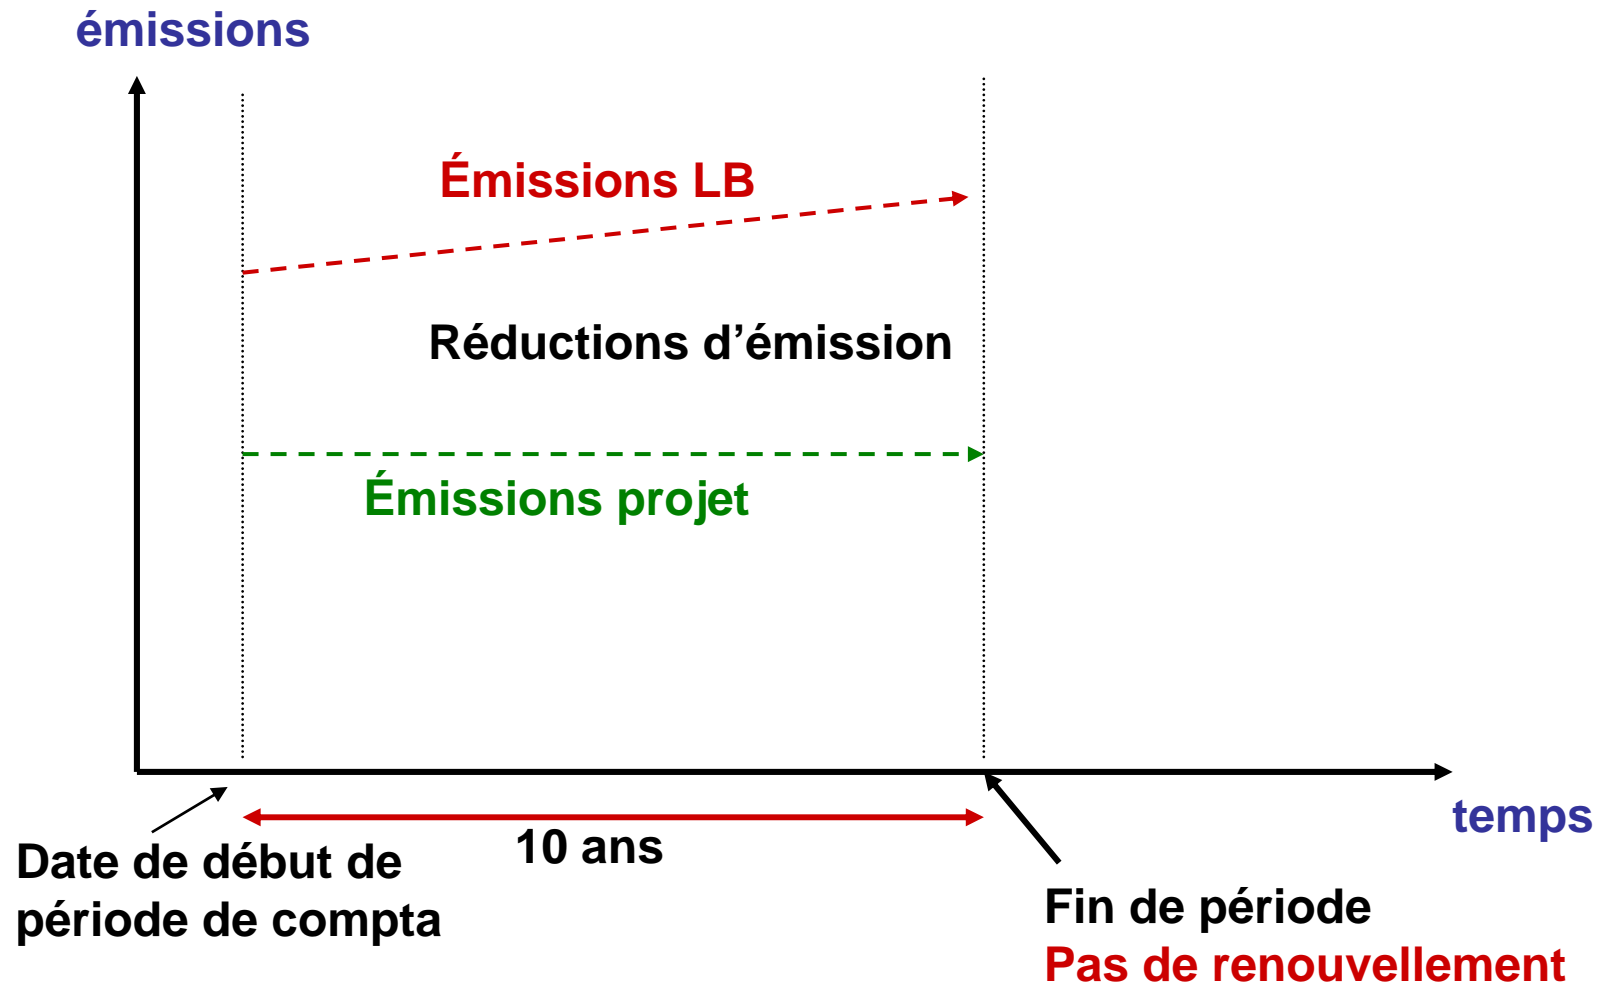 émissions
Émissions LB
Réductions d’émission
Émissions projet
temps
10 ans
Date de début de
période de compta
Fin de période
Pas de renouvellement